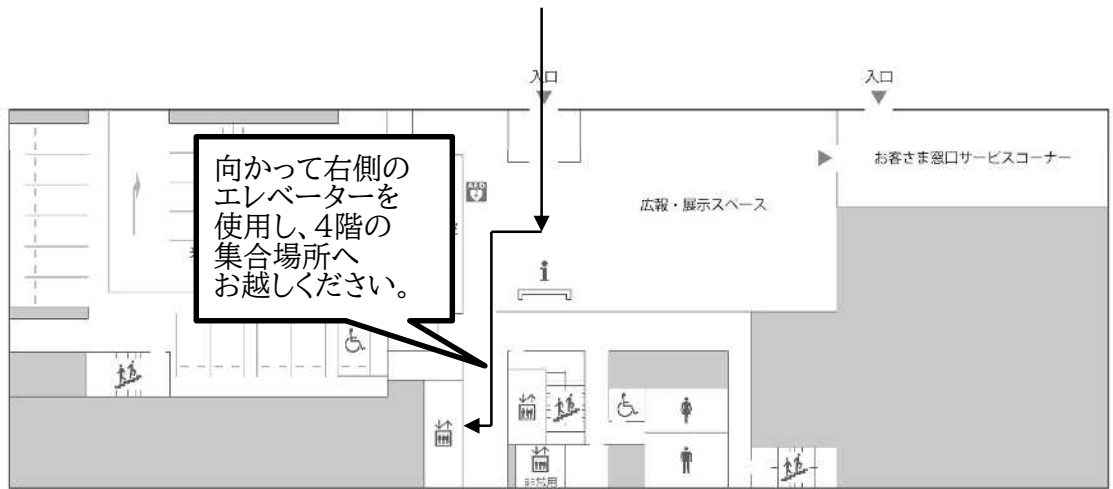 入口
入口
向かって右側の
エレベーターを
使用し、4階の
集合場所へ
お越しください。
AED
お客さま窓口サービスコーナー
広報・展示スペース
i
非常用